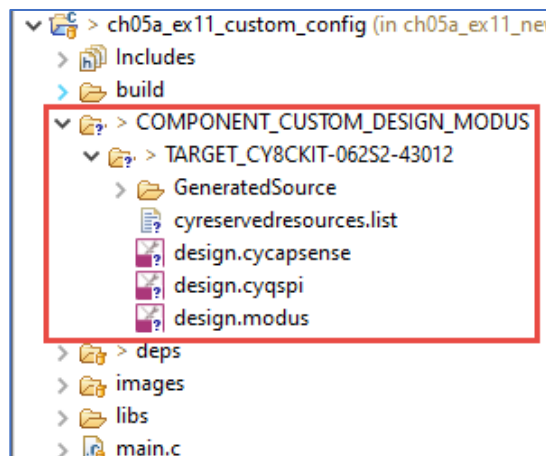 > ch05a_ex11_custom_config (in ch05a_ex11_nev
Includes
build
> COMPONENT_CUSTOM_DESIGN_MODUS
> TARGET_CY8CKIT-062S2-43012
GeneratedSource
cyreservedresources.list
design.cycapsense
design.cyqspi
design.modus
> deps
images
libs
main.c